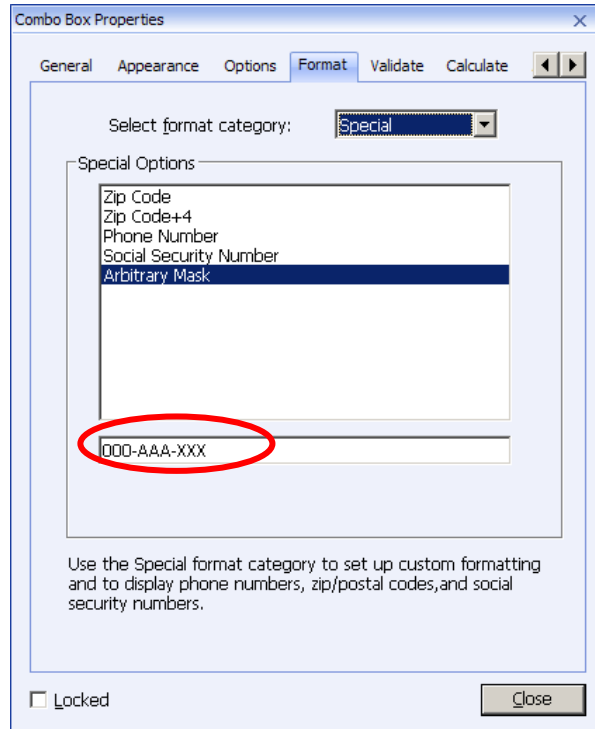 Combo Box Properties
General Appearance Options Format Validate Calculate
Select format category: Special
Special Options
Zip Code
Zip Code+4
Phone Number
Social Security Number
Arbitrary Mask
000-AAA-XXX
Use the Special format category to set up custom formatting
and to display phone numbers, zip/postal codes,and social
security numbers.
Locked Close